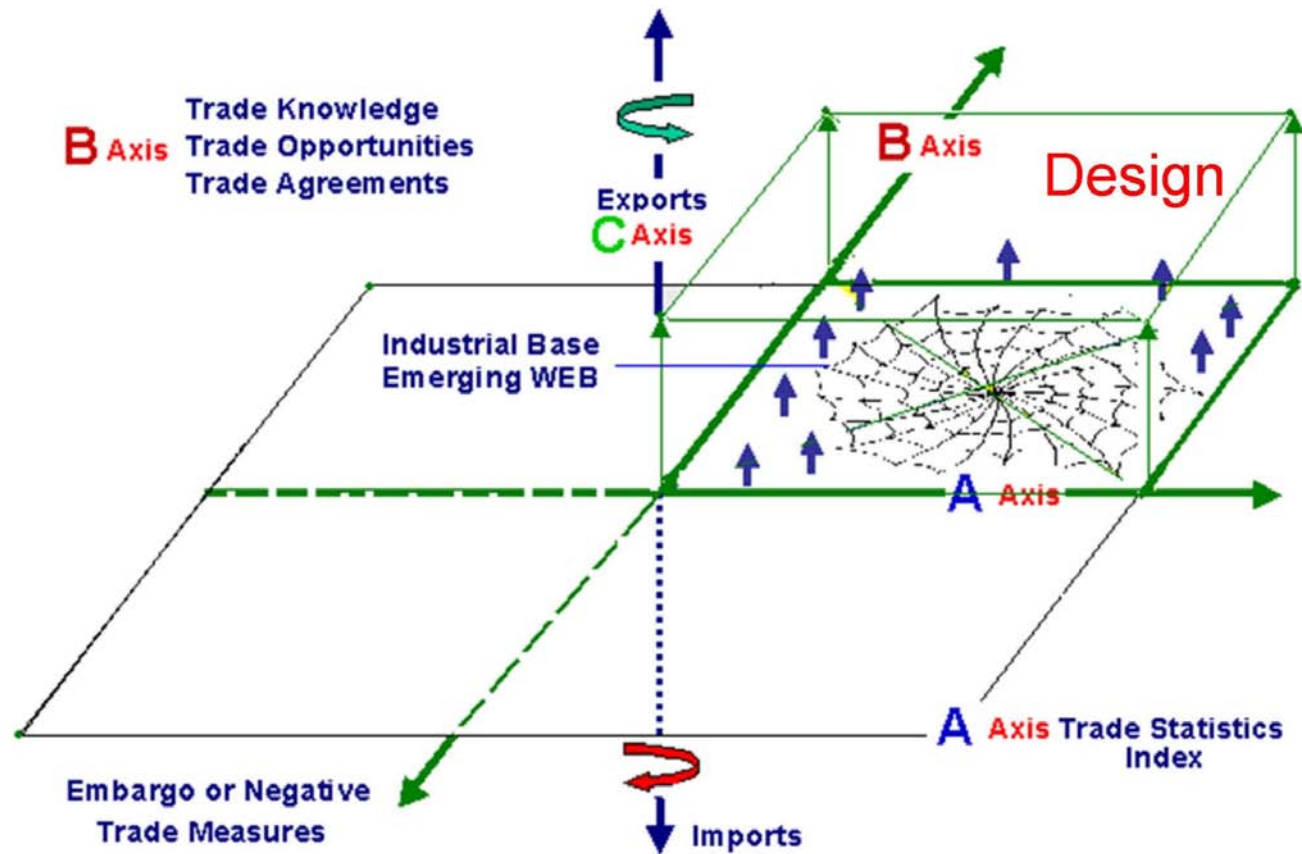 Trade Knowledge
B Axis Trade Opportunities
Trade Agreements
B Axis
Design
Exports
C Axis
Industrial Base
Emerging WEB
A Axis
A Axis Trade Statistics
Index
Embargo or Negative
Trade Measures
Imports